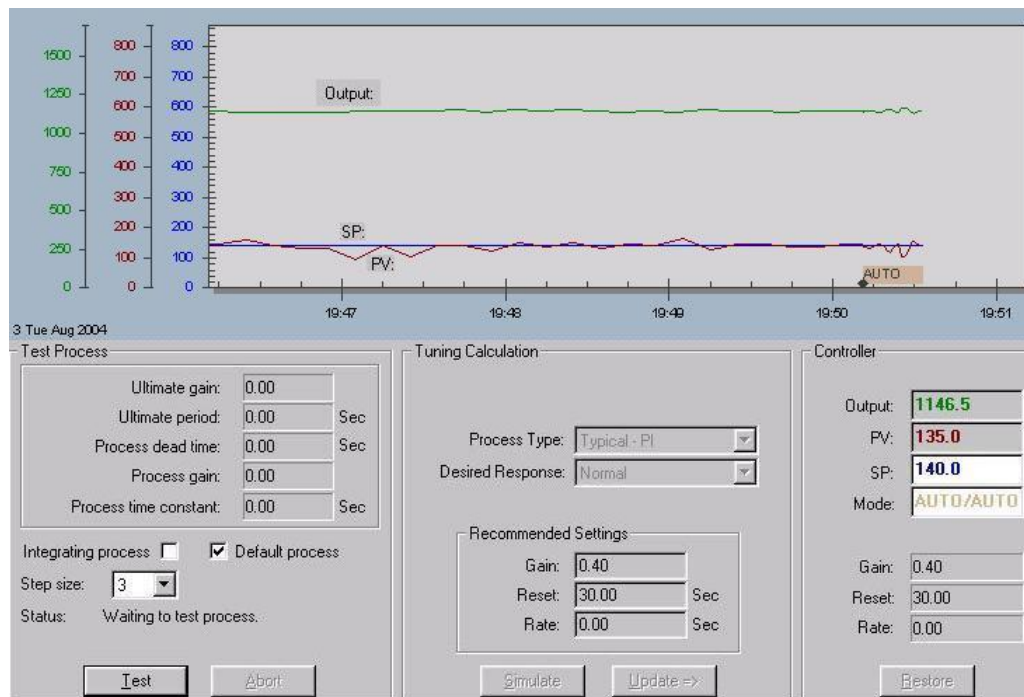 1500 800 800
700 700
1250 Output:
600 600
1000 500 500
750 400 400
300 300
500
200 200 SP:
250
100 100 PV:
AUTO
0 0 0
19:47 19:48 19:49 19:50 19:51
3 Tue Aug 2004
Test Process
Ultimate gain: 0.00
Ultimate period: 0.00 Sec
Process dead time: 0.00 Sec
Process gain: 0.00
Process time constant: 0.00 Sec
Integrating process Default process
Step size: 3
Status: Waiting to test process.
Test Abort
Tuning Calculation
Process Type: Typical - PI
Desired Response: Normal
Recommended Settings
Gain: 0.40
Reset: 30.00 Sec
Rate: 0.00 Sec
Simulate Update =>
Controller
Output: 1146.5
PV: 135.0
SP: 140.0
Mode: AUTO/AUTO
Gain: 0.40
Reset: 30.00
Rate: 0.00
Restore